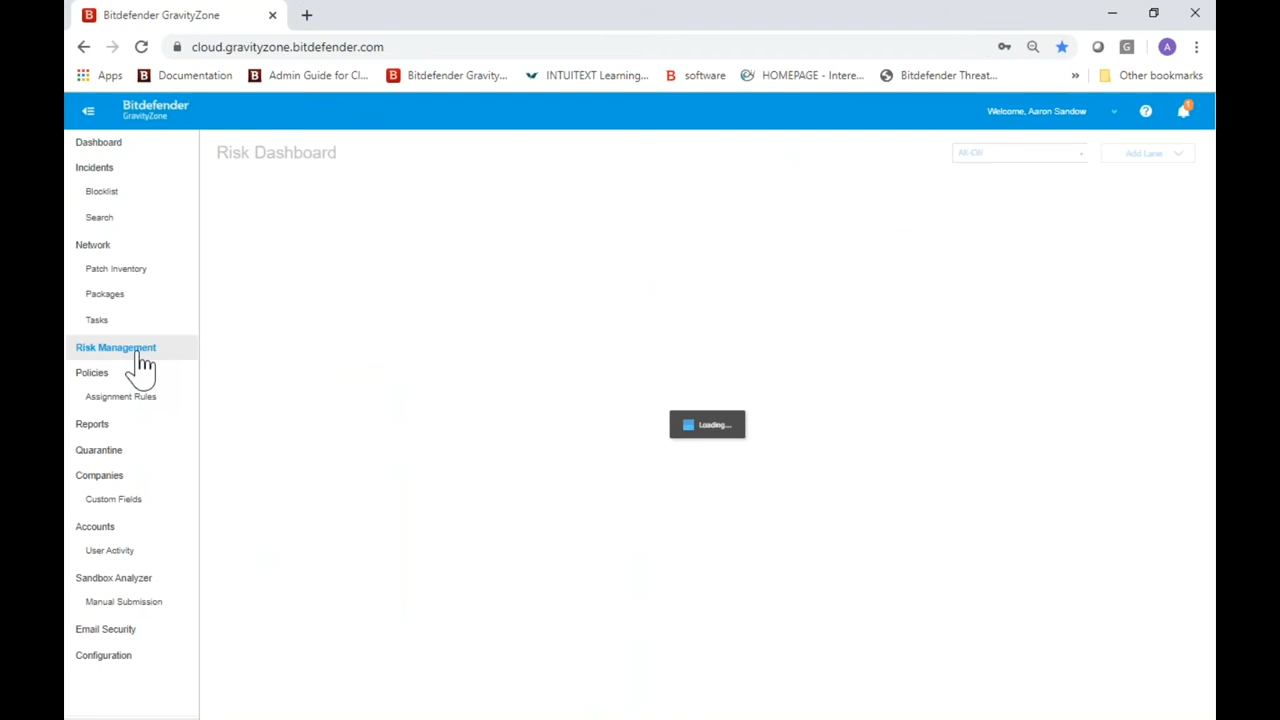 Bitdefender GravityZone
cloud.gravityzone.bitdefender.com
G
A
Apps
Documentation
Admin Guide for Cl...
Bitdefender Gravity...
INTUITEXT Learning...
software
HOMEPAGE - Intere...
Bitdefender Threat...
»
Other bookmarks
Bitdefender
GravityZone
Welcome, Aaron Sandow
1
Dashboard
Risk Dashboard
Add Lane
Incidents
Blocklist
Search
Network
Patch Inventory
Packages
Tasks
Risk Management
Policies
Assignment Rules
Reports
Loading...
Quarantine
Companies
Custom Fields
Accounts
User Activity
Sandbox Analyzer
Manual Submission
Email Security
Configuration